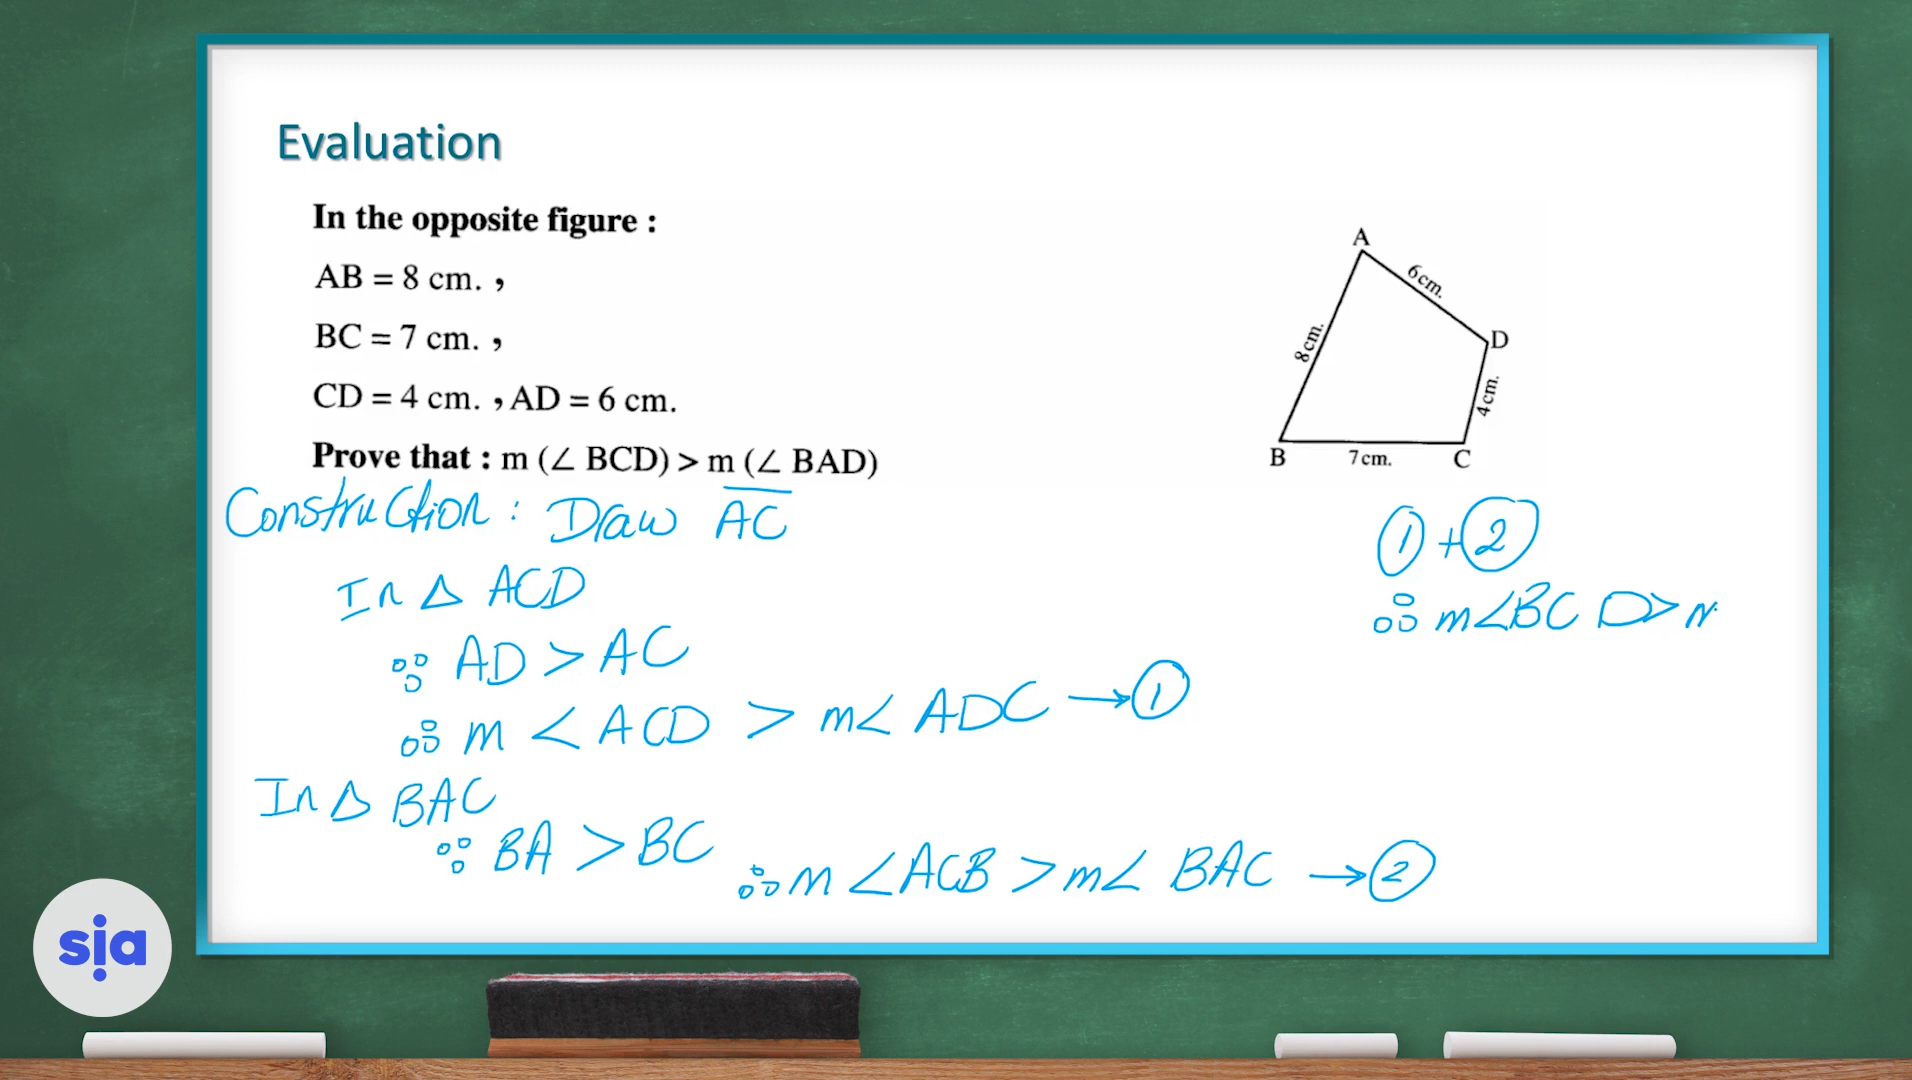 Evaluation
In the opposite figure :
AB = 8 cm. ,
BC = 7 cm. ,
CD = 4 cm. , AD = 6 cm.
Prove that : m (∠ BCD) > m (∠ BAD)
A
6cm.
D
8cm.
4cm.
B
7cm.
C
Construction : Draw A̅C̅
In △ ACD
∵ AD > AC
∴ m ∠ ACD > m∠ ADC → ①
In △ BAC
∵ BA > BC ∴ m ∠ACB > m∠ BAC → ②
① + ②
∴ m∠BCD >
sia